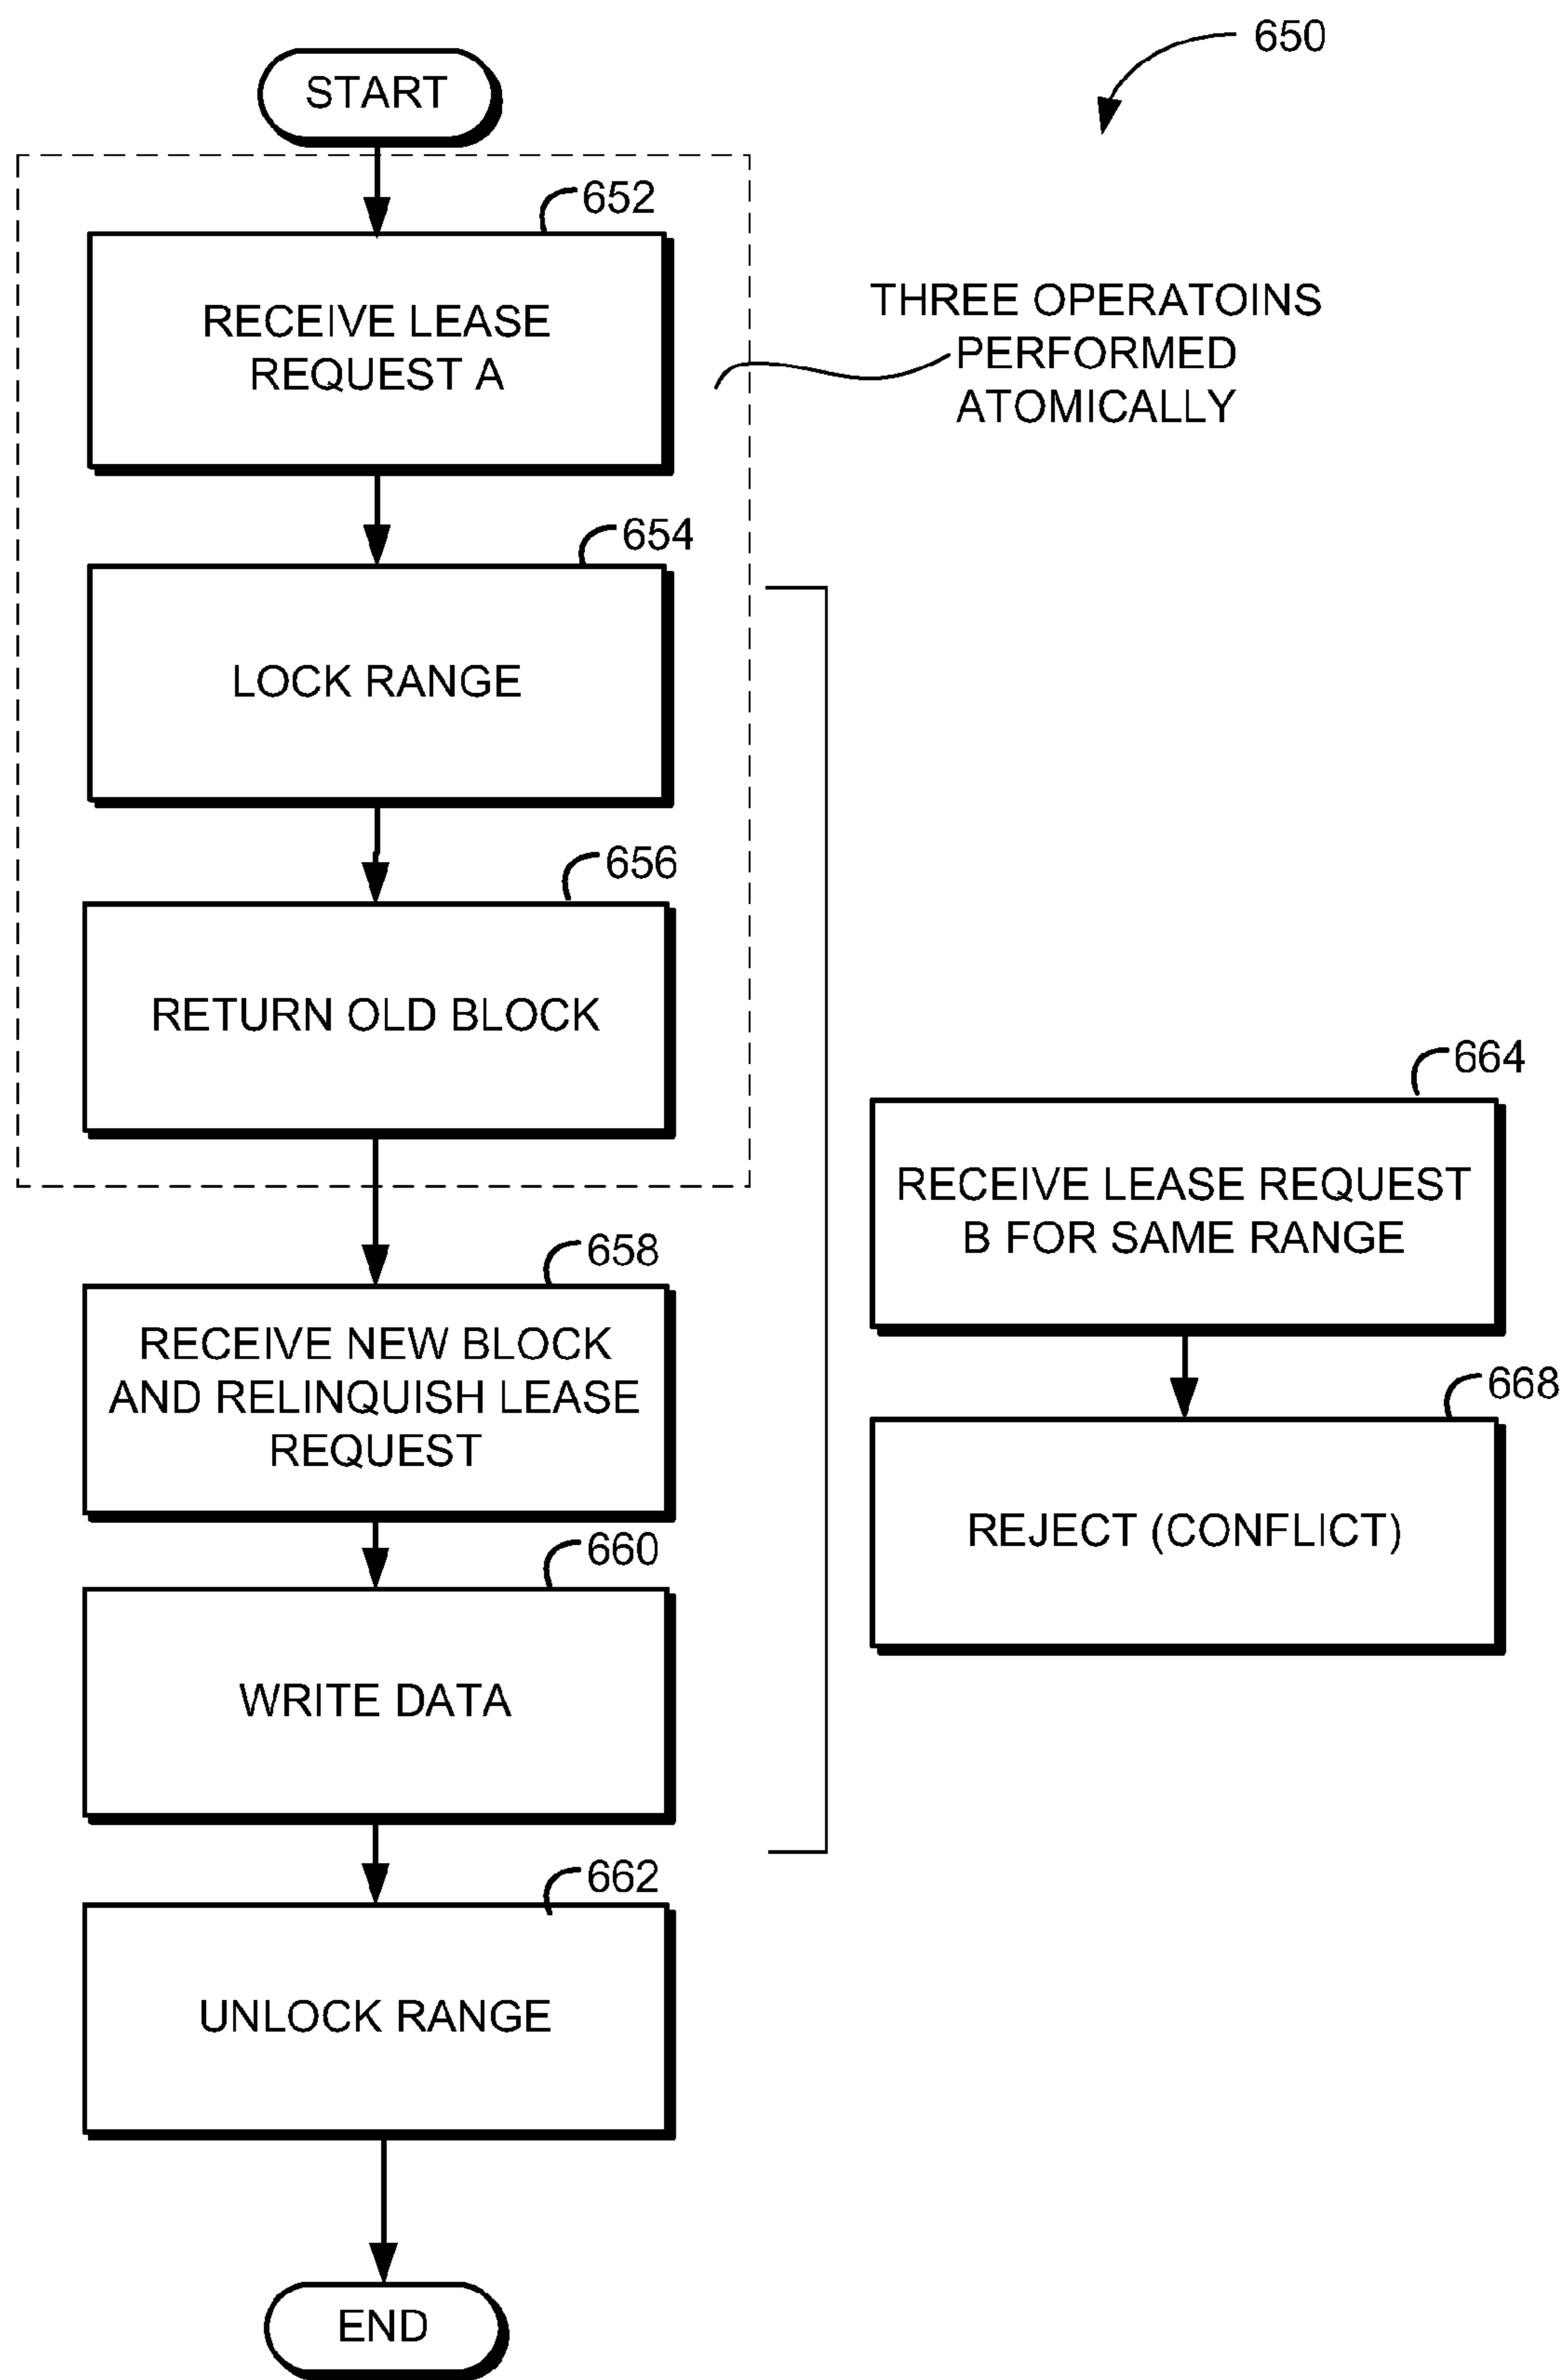 650
START
652
RECEIVE LEASE
REQUEST A
THREE OPERATOINS
PERFORMED
ATOMICALLY
654
LOCK RANGE
656
RETURN OLD BLOCK
664
RECEIVE LEASE REQUEST
B FOR SAME RANGE
658
RECEIVE NEW BLOCK
AND RELINQUISH LEASE
REQUEST
668
REJECT (CONFLICT)
660
WRITE DATA
662
UNLOCK RANGE
END